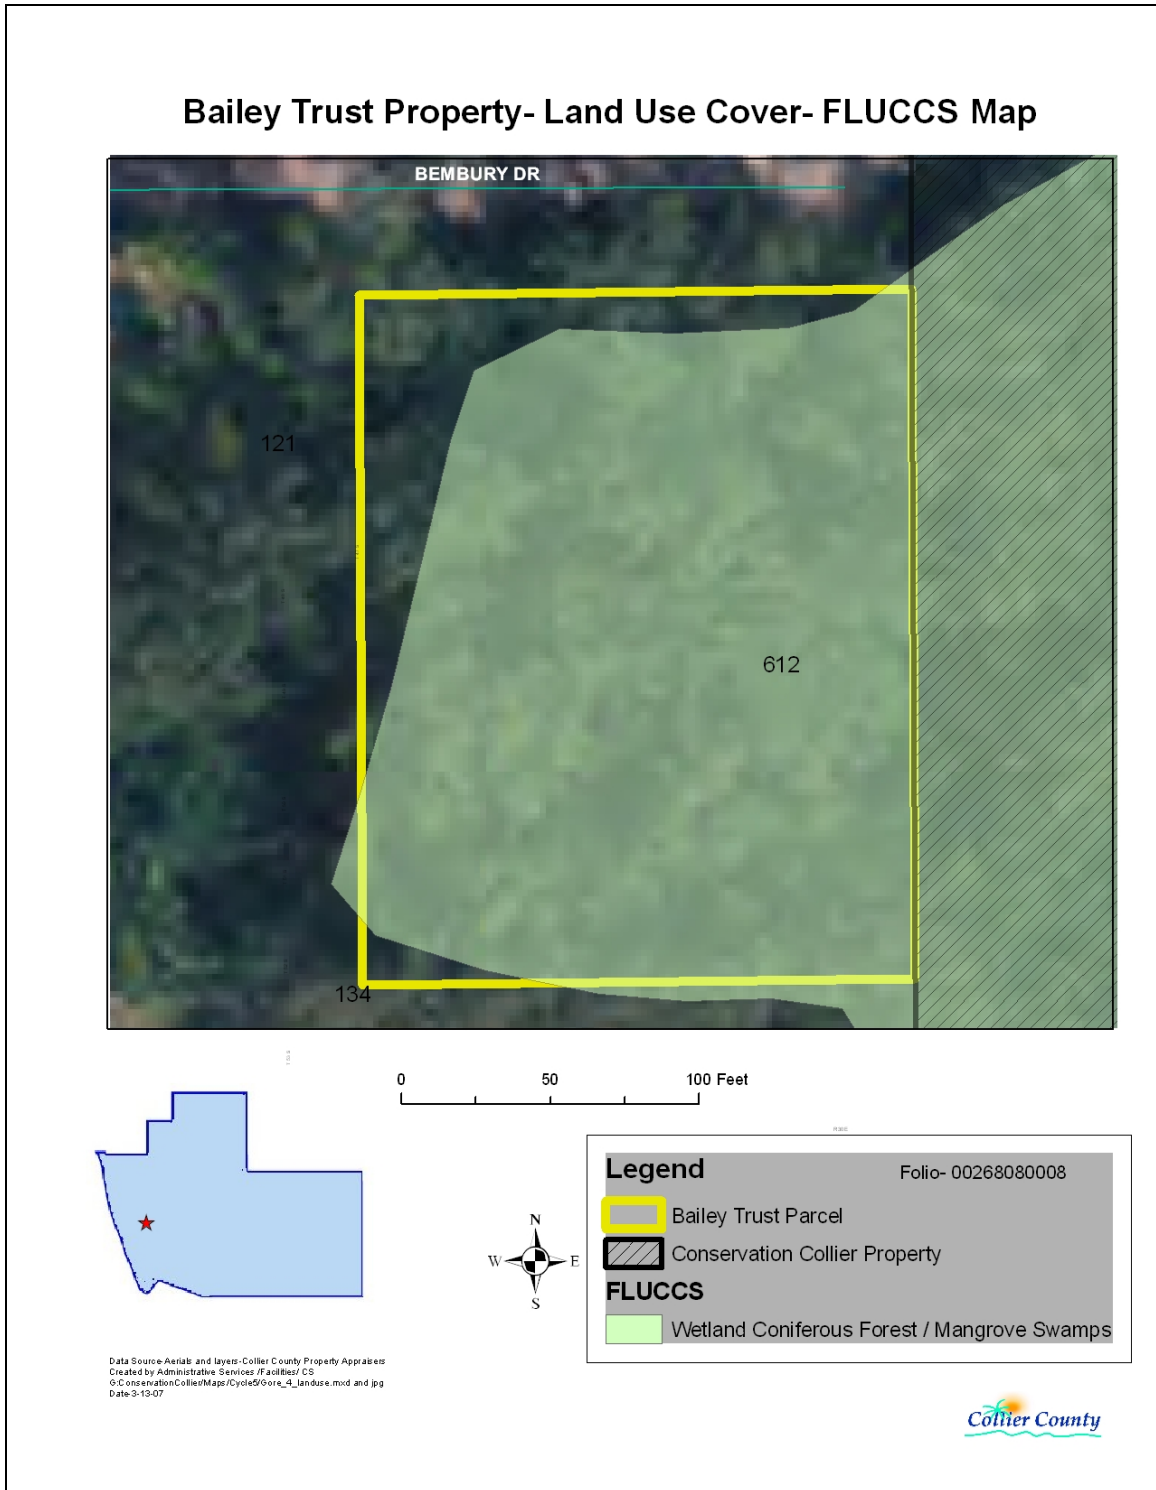 Bailey Trust Property- Land Use Cover- FLUCCS Map
BEMBURY DR
121
612
134
0 50 100 Feet
Legend Folio- 00268080008
Bailey Trust Parcel
Conservation Collier Property
FLUCCS
Wetland Coniferous Forest / Mangrove Swamps
N
W E
S
Data Source-Aerials and layers-Collier County Property Appraisers
Created by Administrative Services /Facilities/ CS
G:ConservationCollier/Maps/Cycle5/Gore_4_landuse.mxd and jpg
Date-3-13-07
Collier County